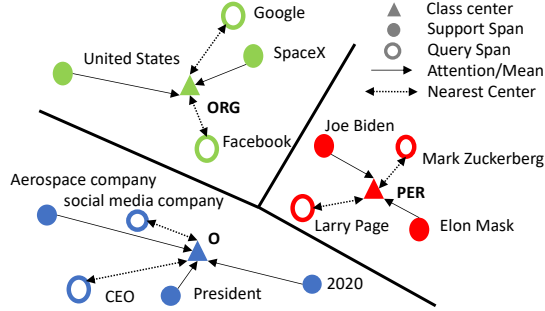 Google
Class center
Support Span
Query Span
Attention/Mean
Nearest Center
United States
SpaceX
ORG
Facebook
Joe Biden
Mark Zuckerberg
PER
Larry Page
Elon Mask
Aerospace company
social media company
O
CEO
President
2020